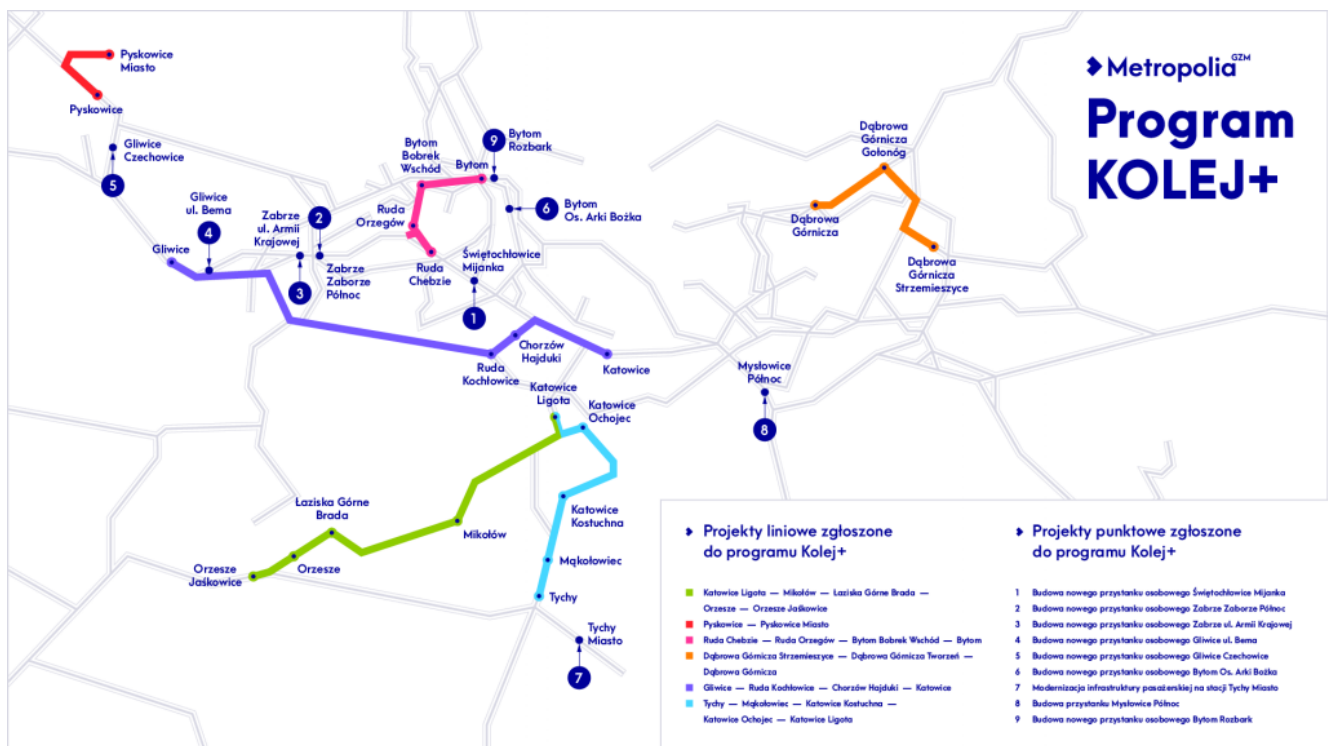 Metropolia GZM
Program
KOLEJ+
Pyskowice
Miasto
Pyskowice
Gliwice
Czechowice
5
Gliwice
ul. Bema
4
Gliwice
Zabrze
ul. Armii
Krajowej
3
2
Zabrze
Zaborze
Północ
Bytom
Bobrek
Wschód
Bytom
9
Bytom
Rozbark
6
Bytom
Os. Arki Bożka
Ruda
Orzegów
Ruda
Chebzie
Świętochłowice
Mijanka
1
Dąbrowa
Górnicza
Gołonóg
Dąbrowa
Górnicza
Dąbrowa
Górnicza
Strzemieszyce
Ruda
Kochłowice
Chorzów
Hajduki
Katowice
Mysłowice
Północ
8
Katowice
Ligota
Katowice
Ochojec
Katowice
Kostuchna
Mąkołowiec
Tychy
Tychy
Miasto
7
Łaziska Górne
Brada
Mikołów
Orzesze
Orzesze
Jaśkowice
Projekty liniowe zgłoszone
do programu Kolej+
Katowice Ligota — Mikołów — Łaziska Górne Brada —
Orzesze — Orzesze Jaśkowice
Pyskowice — Pyskowice Miasto
Ruda Chebzie — Ruda Orzegów — Bytom Bobrek Wschód — Bytom
Dąbrowa Górnicza Strzemieszyce — Dąbrowa Górnicza Tworzeń —
Dąbrowa Górnicza
Gliwice — Ruda Kochłowice — Chorzów Hajduki — Katowice
Tychy — Mąkołowiec — Katowice Kostuchna —
Katowice Ochojec — Katowice Ligota
Projekty punktowe zgłoszone
do programu Kolej+
1 Budowa nowego przystanku osobowego Świętochłowice Mijanka
2 Budowa nowego przystanku osobowego Zabrze Zaborze Północ
3 Budowa nowego przystanku osobowego Zabrze ul. Armii Krajowej
4 Budowa nowego przystanku osobowego Gliwice ul. Bema
5 Budowa nowego przystanku osobowego Gliwice Czechowice
6 Budowa nowego przystanku osobowego Bytom Os. Arki Bożka
7 Modernizacja infrastruktury pasażerskiej na stacji Tychy Miasto
8 Budowa przystanku Mysłowice Północ
9 Budowa nowego przystanku osobowego Bytom Rozbark